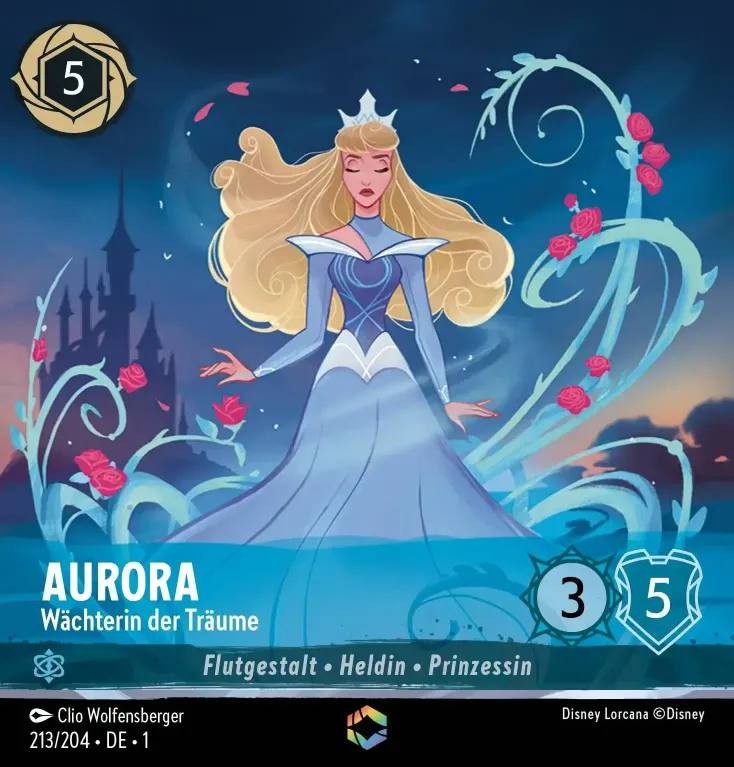 5
AURORA
Wächterin der Träume
3
5
Flutgestalt • Heldin • Prinzessin
Clio Wolfensberger
Disney Lorcana ©Disney
213/204 • DE • 1